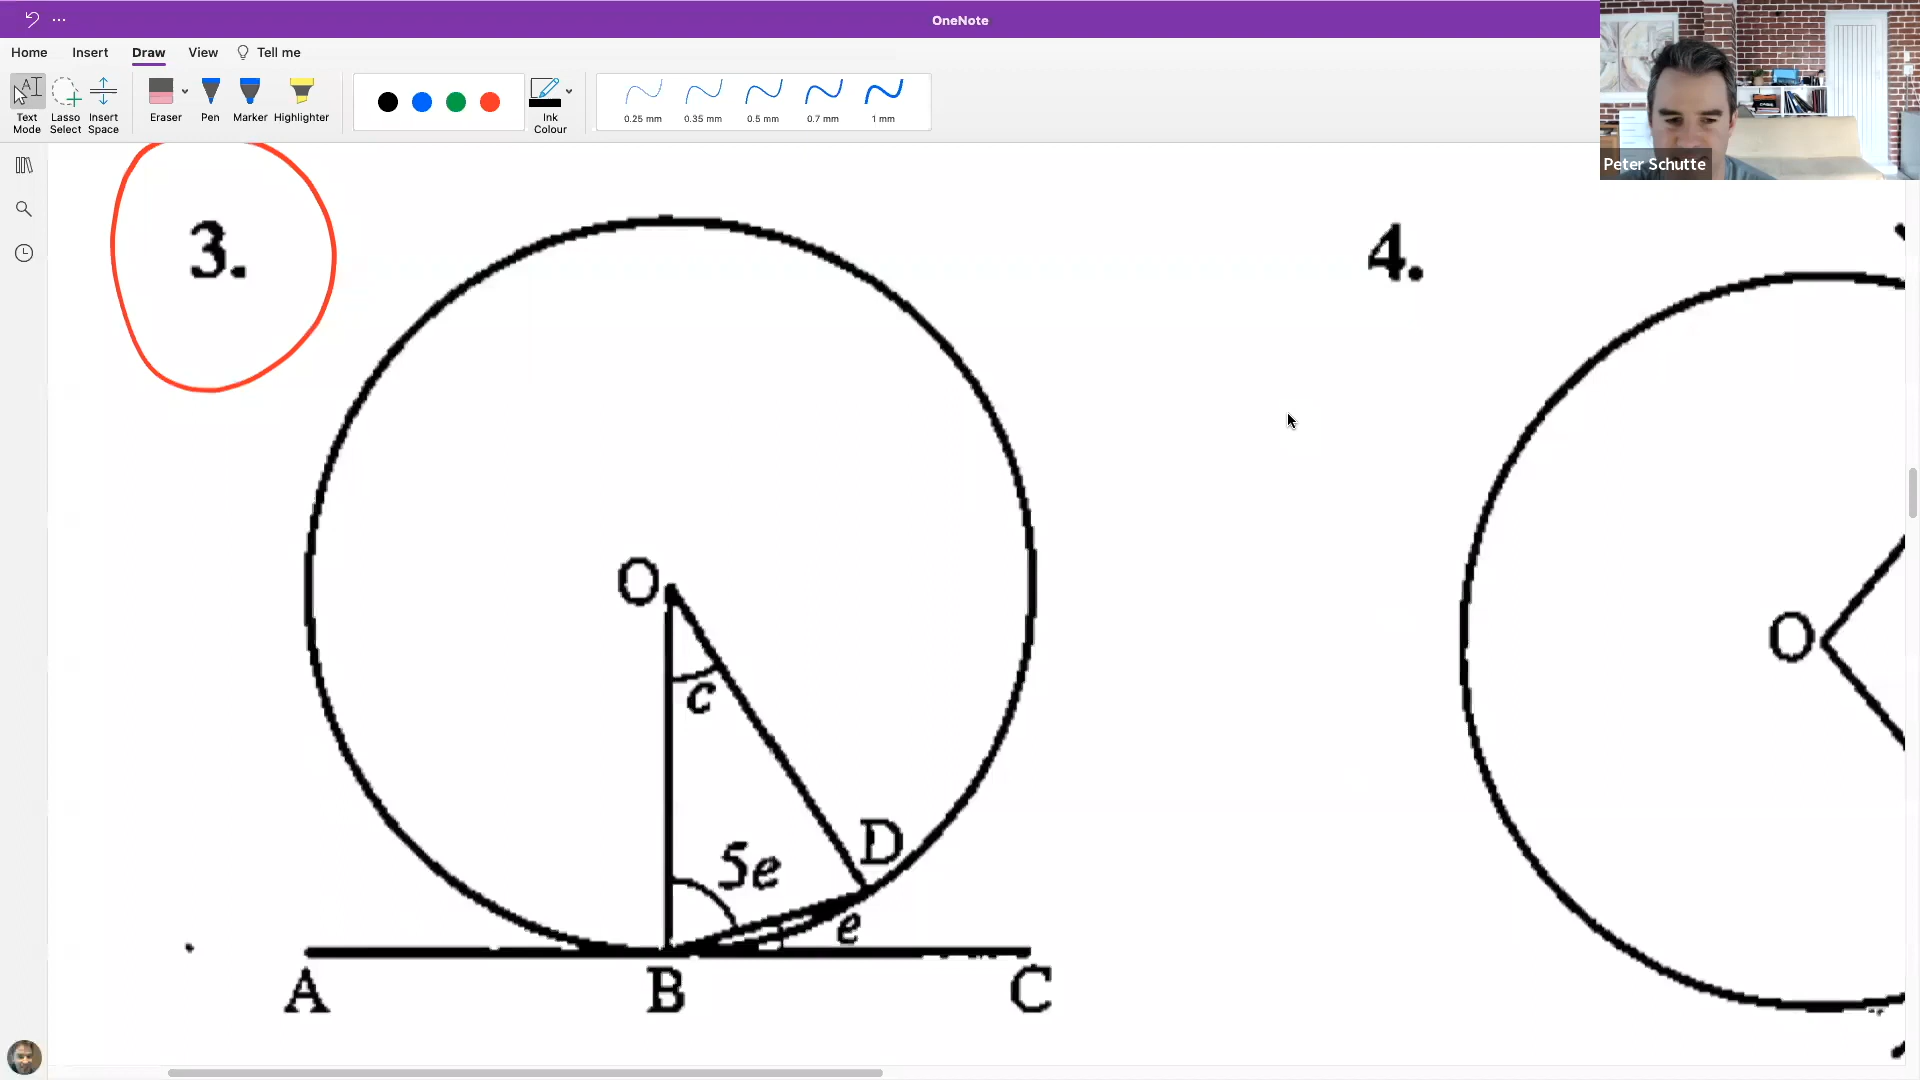 OneNote
Home Insert Draw View Tell me
Text Mode
Lasso Select
Insert Space
Eraser
Pen
Marker
Highlighter
Ink Colour
0.25 mm 0.35 mm 0.5 mm 0.7 mm 1 mm
Peter Schutte
3.
4.
O
O
c
D
5e
e
A B C